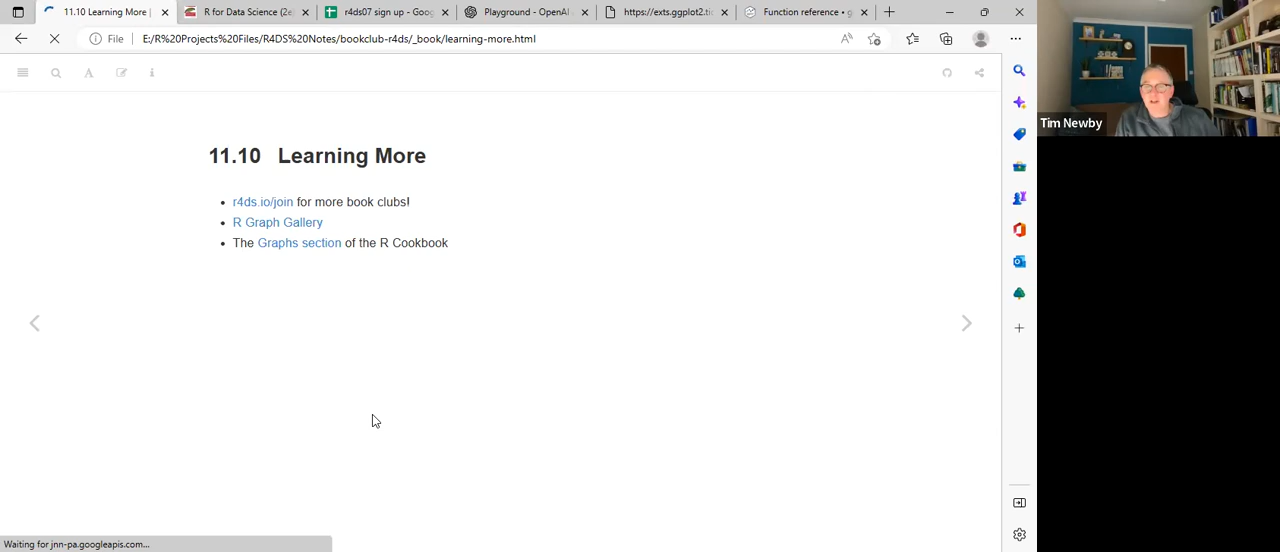 11.10 Learning More |
R for Data Science (2e
r4ds07 sign up - Goog
Playground - OpenAI
https://exts.ggplot2.tid
Function reference • g
File
E:/R%20Projects%20Files/R4DS%20Notes/bookclub-r4ds/_book/learning-more.html
11.10 Learning More
• r4ds.io/join for more book clubs!
• R Graph Gallery
• The Graphs section of the R Cookbook
Waiting for jnn-pa.googleapis.com...
Tim Newby